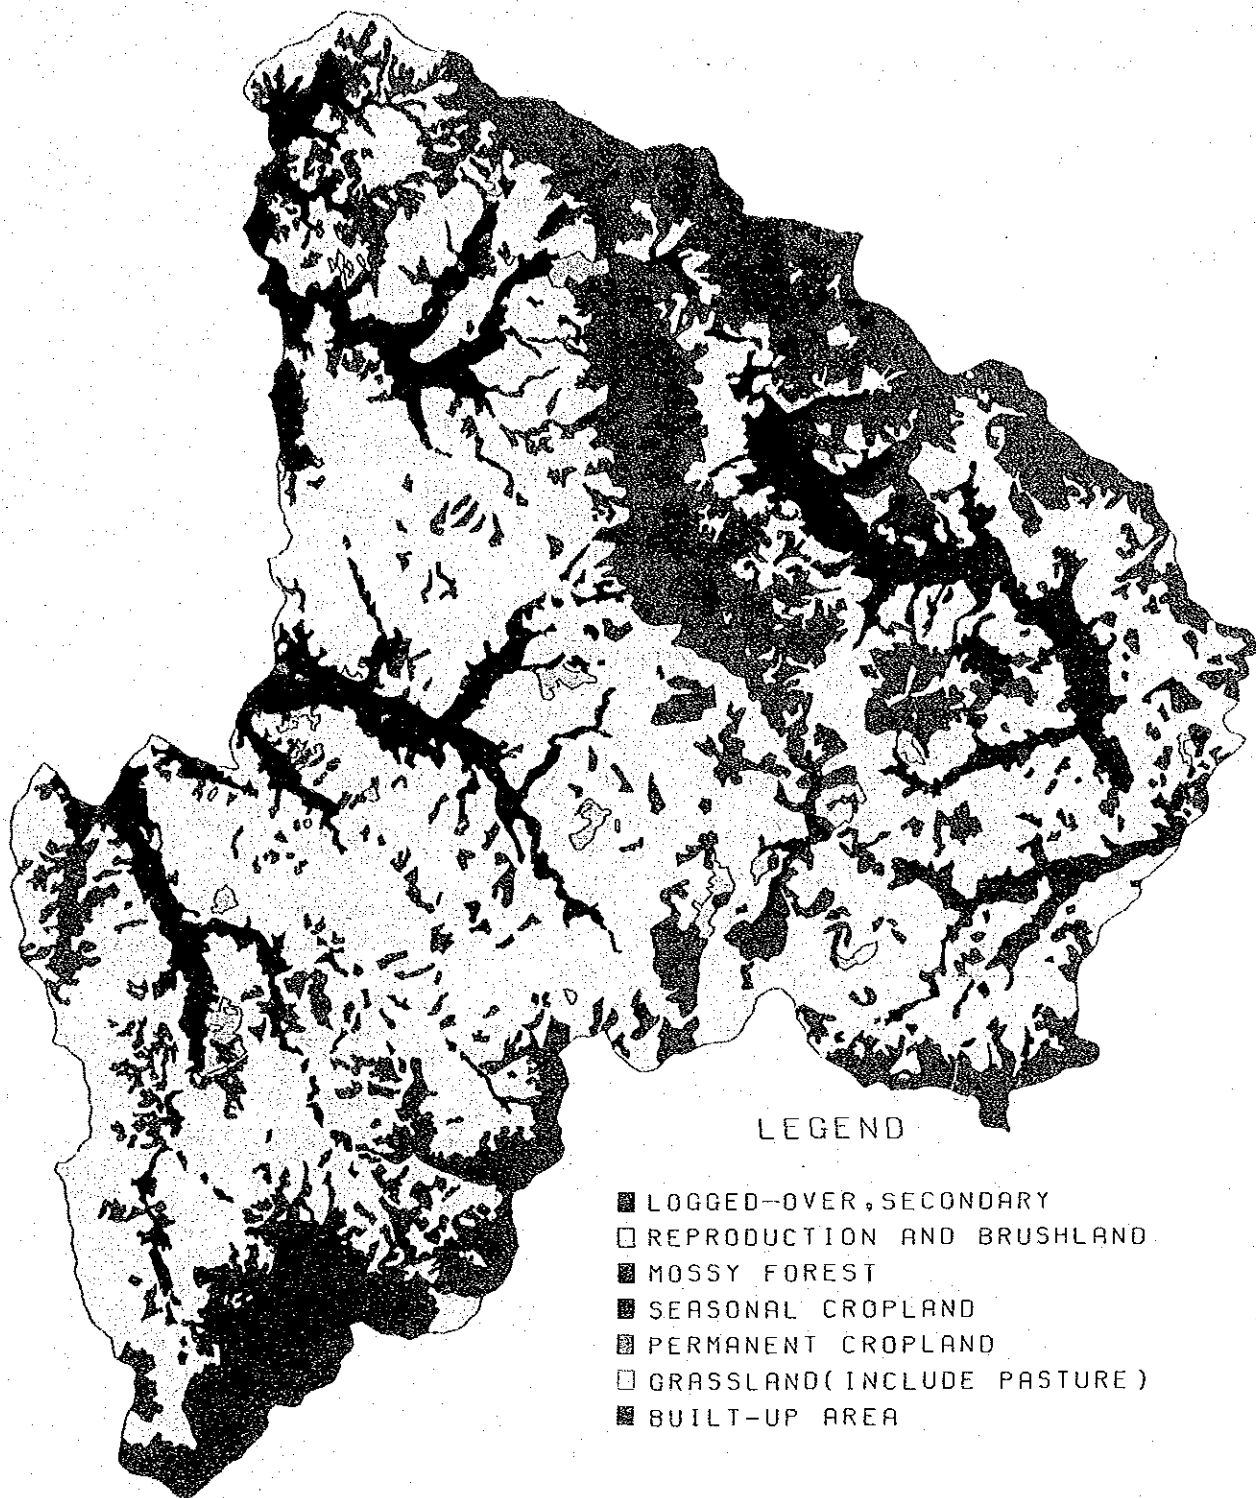 LEGEND
LOGGED-OVER, SECONDARY
REPRODUCTION AND BRUSHLAND
MOSSY FOREST
SEASONAL CROPLAND
PERMANENT CROPLAND
GRASSLAND(INCLUDE PASTURE)
BUILT-UP AREA